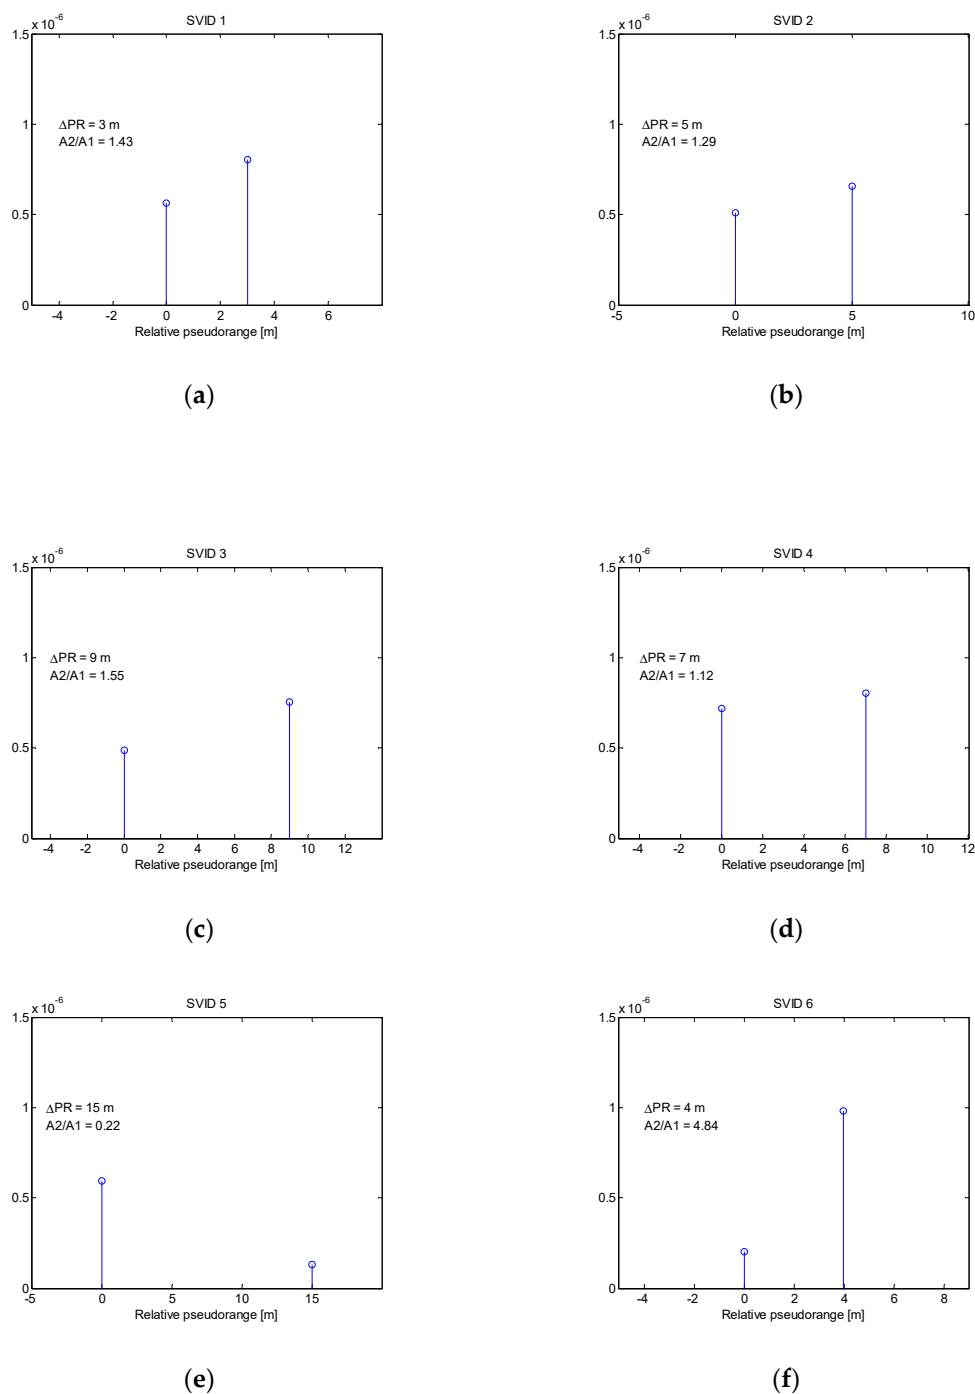 SVID 1
x 10-6
1.5
1
0.5
0
ΔPR = 3 m
A2/A1 = 1.43
-4 -2 0 2 4 6
Relative pseudorange [m]
(a)
SVID 2
x 10-6
1.5
1
0.5
0
ΔPR = 5 m
A2/A1 = 1.29
-5 0 5 10
Relative pseudorange [m]
(b)
SVID 3
x 10-6
1.5
1
0.5
0
ΔPR = 9 m
A2/A1 = 1.55
-4 -2 0 2 4 6 8 10 12
Relative pseudorange [m]
(c)
SVID 4
x 10-6
1.5
1
0.5
0
ΔPR = 7 m
A2/A1 = 1.12
-4 -2 0 2 4 6 8 10 12
Relative pseudorange [m]
(d)
SVID 5
x 10-6
1.5
1
0.5
0
ΔPR = 15 m
A2/A1 = 0.22
-5 0 5 10 15
Relative pseudorange [m]
(e)
SVID 6
x 10-6
1.5
1
0.5
0
ΔPR = 4 m
A2/A1 = 4.84
-4 -2 0 2 4 6 8
Relative pseudorange [m]
(f)